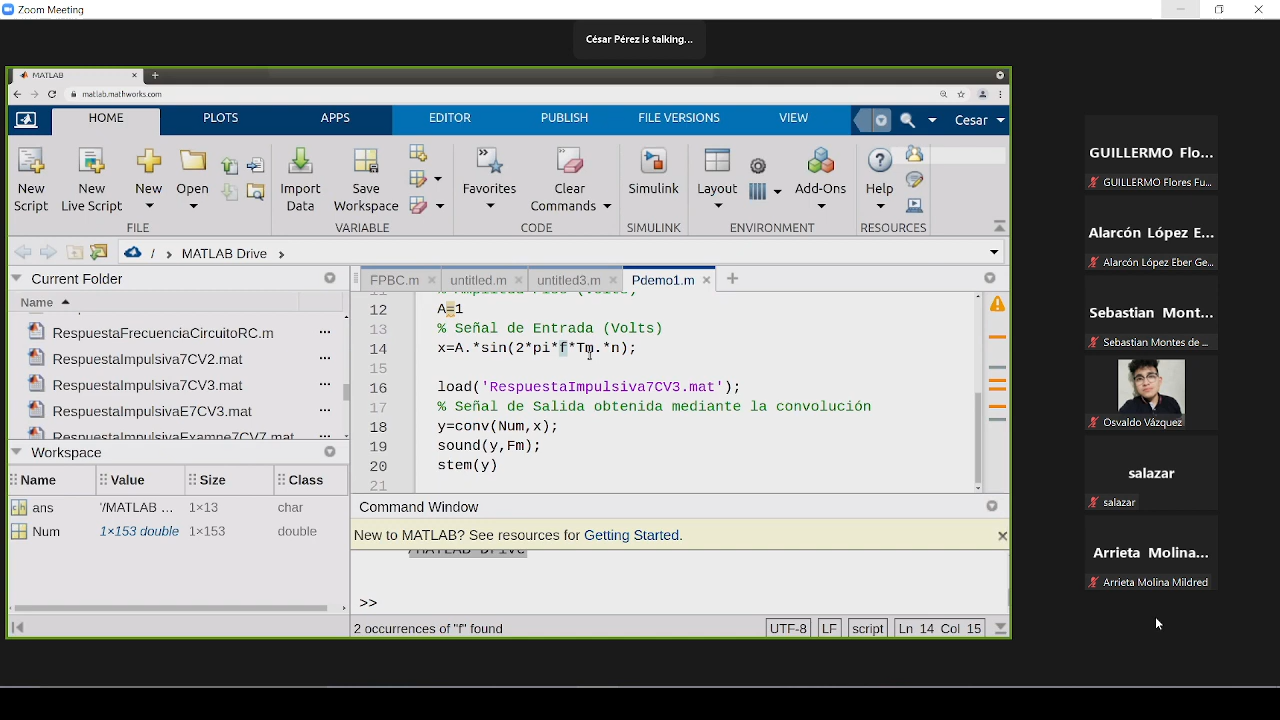 Zoom Meeting
César Pérez is talking...
MATLAB
matlab.mathworks.com
HOME
PLOTS
APPS
EDITOR
PUBLISH
FILE VERSIONS
VIEW
Cesar
New Script
New Live Script
New
Open
Import Data
Save Workspace
Favorites
Clear Commands
Simulink
Layout
Add-Ons
Help
FILE
VARIABLE
CODE
SIMULINK
ENVIRONMENT
RESOURCES
/ › MATLAB Drive ›
Current Folder
Name
RespuestaFrecuenciaCircuitoRC.m
RespuestaImpulsiva7CV2.mat
RespuestaImpulsiva7CV3.mat
RespuestaImpulsivaE7CV3.mat
RespuestaImpulsivaExamne7CV7.mat
Workspace
Name Value Size Class
ans '/MATLAB ... 1×13 char
Num 1×153 double 1×153 double
FPBC.m
untitled.m
untitled3.m
Pdemo1.m
12 A=1
13 % Señal de Entrada (Volts)
14 x=A.*sin(2*pi*f*Tm.*n);
15
16 load('RespuestaImpulsiva7CV3.mat');
17 % Señal de Salida obtenida mediante la convolución
18 y=conv(Num,x);
19 sound(y,Fm);
20 stem(y)
21
Command Window
New to MATLAB? See resources for Getting Started.
>>
2 occurrences of "f" found
UTF-8
LF
script
Ln 14 Col 15
GUILLERMO Flo...
GUILLERMO Flores Fu...
Alarcón López E...
Alarcón López Eber Ge...
Sebastian Mont...
Sebastian Montes de ...
Osvaldo Vázquez
salazar
salazar
Arrieta Molina...
Arrieta Molina Mildred